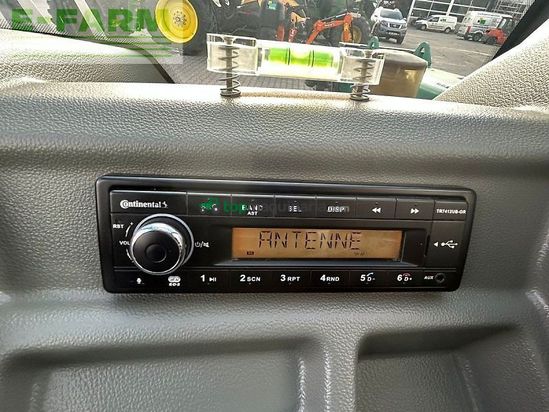 E-FARM
Continental
BAND
AST
SEL
DISP
TR7412UB-OR
RST
VOL
ANTENNE
RDS
1
2 SCN
3 RPT
4 RND
5
D-
6
D+
AUX